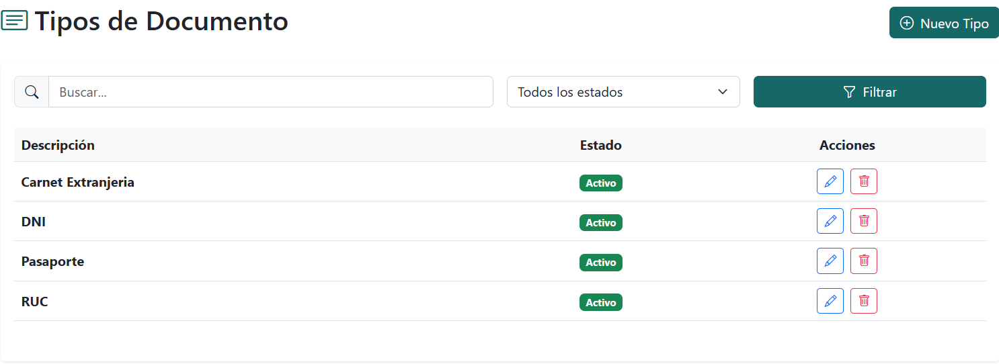 Tipos de Documento
Nuevo Tipo
Buscar...
Todos los estados
Filtrar
Descripción Estado Acciones
Carnet Extranjeria Activo
DNI Activo
Pasaporte Activo
RUC Activo